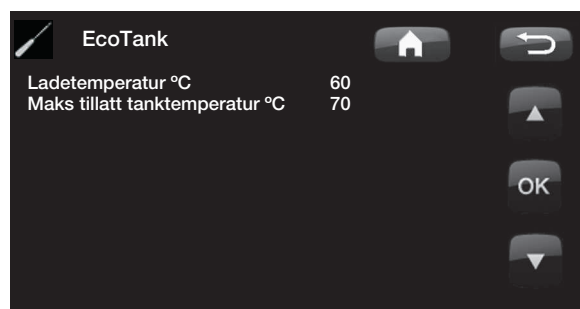 EcoTank
Ladetemperatur ºC 60
Maks tillatt tanktemperatur ºC 70
OK